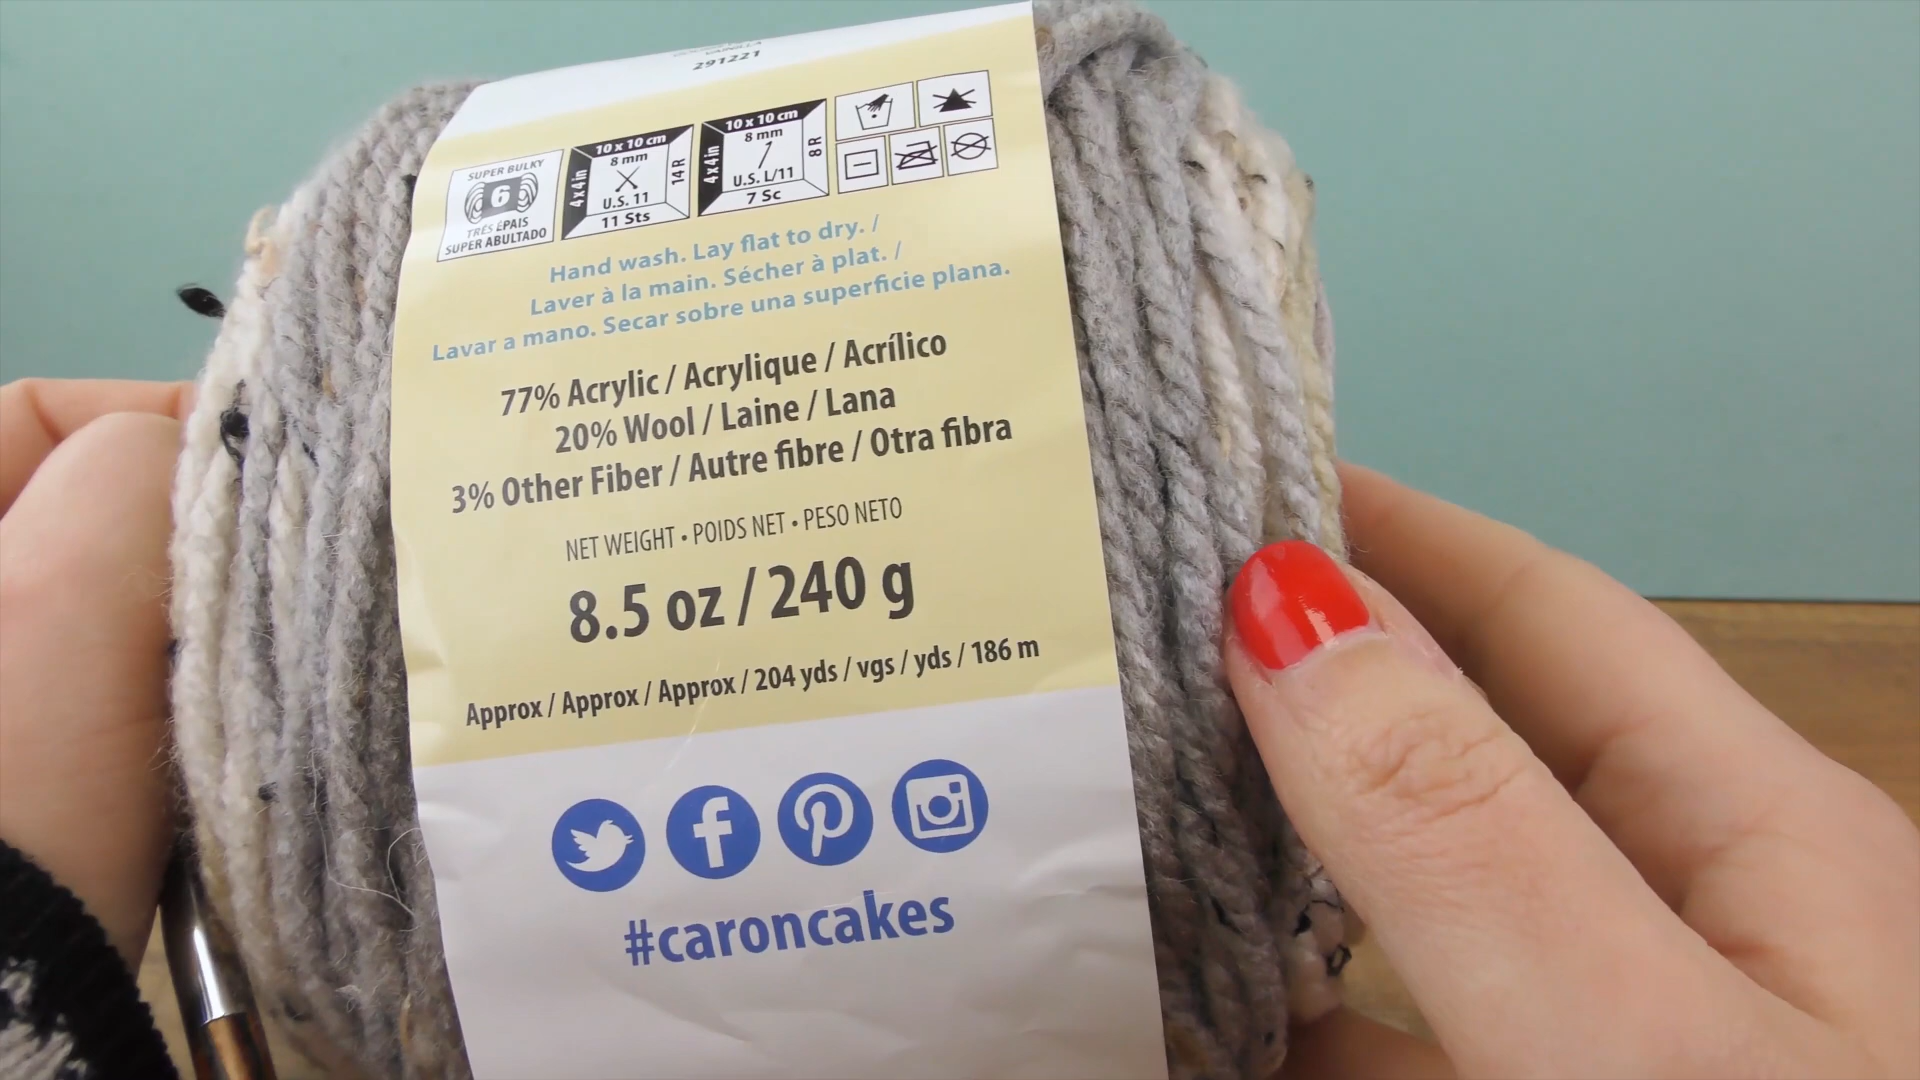 291221
SUPER BULKY
6
TRÉS ÉPAIS
SUPER ABULTADO
10 x 10 cm
4 x 4 in
8 mm
U.S. 11
14 R
11 Sts
10 x 10 cm
4 x 4 in
8 mm
U.S. L/11
8 R
7 Sc
Hand wash. Lay flat to dry. /
Laver à la main. Sécher à plat. /
Lavar a mano. Secar sobre una superficie plana.
77% Acrylic / Acrylique / Acrílico
20% Wool / Laine / Lana
3% Other Fiber / Autre fibre / Otra fibra
NET WEIGHT • POIDS NET • PESO NETO
8.5 oz / 240 g
Approx / Approx / Approx / 204 yds / vgs / yds / 186 m
#caroncakes